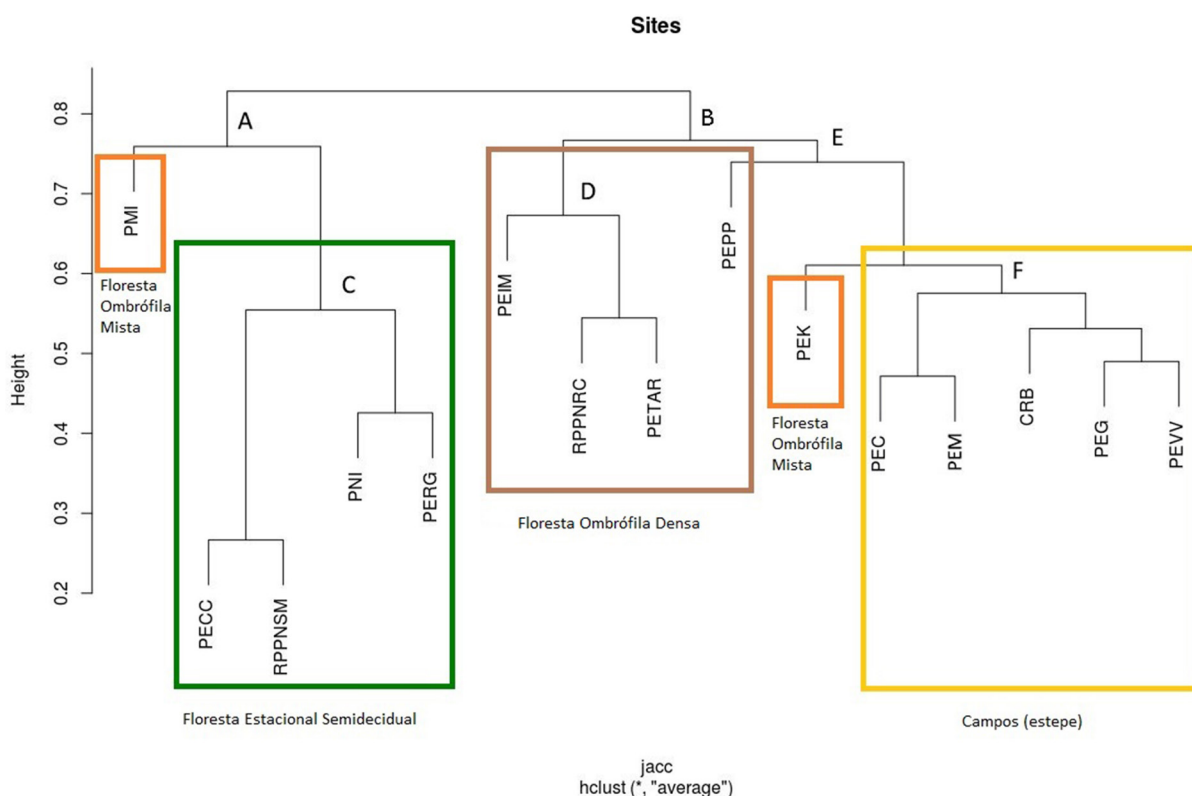 Sites
Height
0.8
0.7
0.6
0.5
0.4
0.3
0.2
A
B
E
D
C
F
PMI
Floresta
Ombrófila
Mista
PECC
RPPNSM
PNI
PERG
Floresta Estacional Semidecidual
PEIM
RPPNRC
PETAR
PEPP
Floresta Ombrófila Densa
PEK
Floresta
Ombrófila
Mista
PEC
PEM
CRB
PEG
PEVV
Campos (estepe)
jacc
hclust (*, "average")